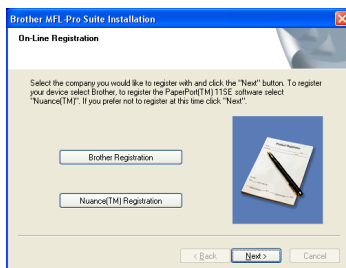 Brother MFL-Pro Suite Installation
On-Line Registration
Select the company you would like to register with and click the "Next" button. To register
your device select Brother, to register the PaperPort(TM) 11SE software select
"Nuance(TM)". If you prefer not to register at this time click "Next".
Brother Registration
Product Registration
Nuance(TM) Registration
< Back
Next >
Cancel